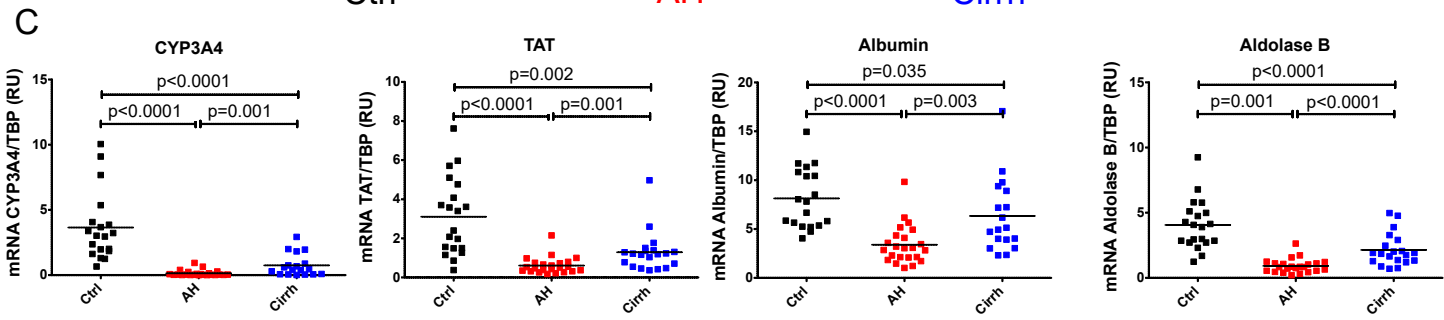 C
CYP3A4
mRNA CYP3A4/TBP (RU)
15
10
5
0
p<0.0001
p<0.0001
p=0.001
Ctrl
AH
Cirrh
TAT
mRNA TAT/TBP (RU)
10
8
6
4
2
0
p=0.002
p<0.0001
p=0.001
Ctrl
AH
Cirrh
Albumin
mRNA Albumin/TBP (RU)
20
15
10
5
0
p=0.035
p<0.0001
p=0.003
Ctrl
AH
Cirrh
Aldolase B
mRNA Aldolase B/TBP (RU)
15
10
5
0
p<0.0001
p=0.001
p<0.0001
Ctrl
AH
Cirrh